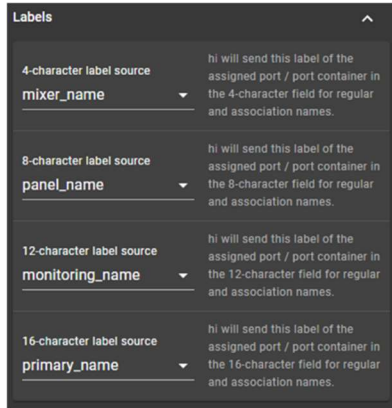 Labels
4-character label source
mixer_name
hi will send this label of the
assigned port / port container in
the 4-character field for regular
and association names.
8-character label source
panel_name
hi will send this label of the
assigned port / port container in
the 8-character field for regular
and association names.
12-character label source
monitoring_name
hi will send this label of the
assigned port / port container in
the 12-character field for regular
and association names.
16-character label source
primary_name
hi will send this label of the
assigned port / port container in
the 16-character field for regular
and association names.